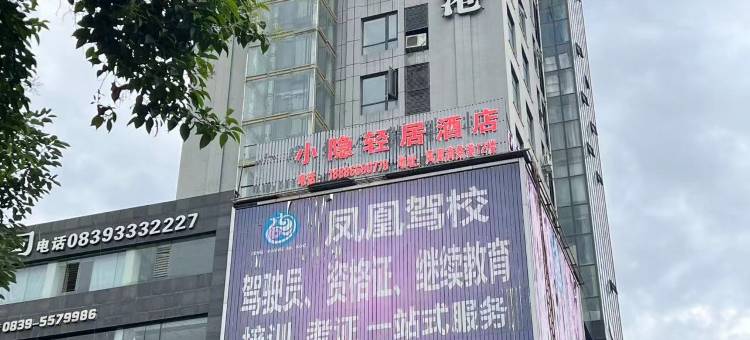 小隐轻居酒店
凤凰驾校
电话08393332227
驾驶员、资格证、继续教育
0839-5579986
培训 考证 一站式服务